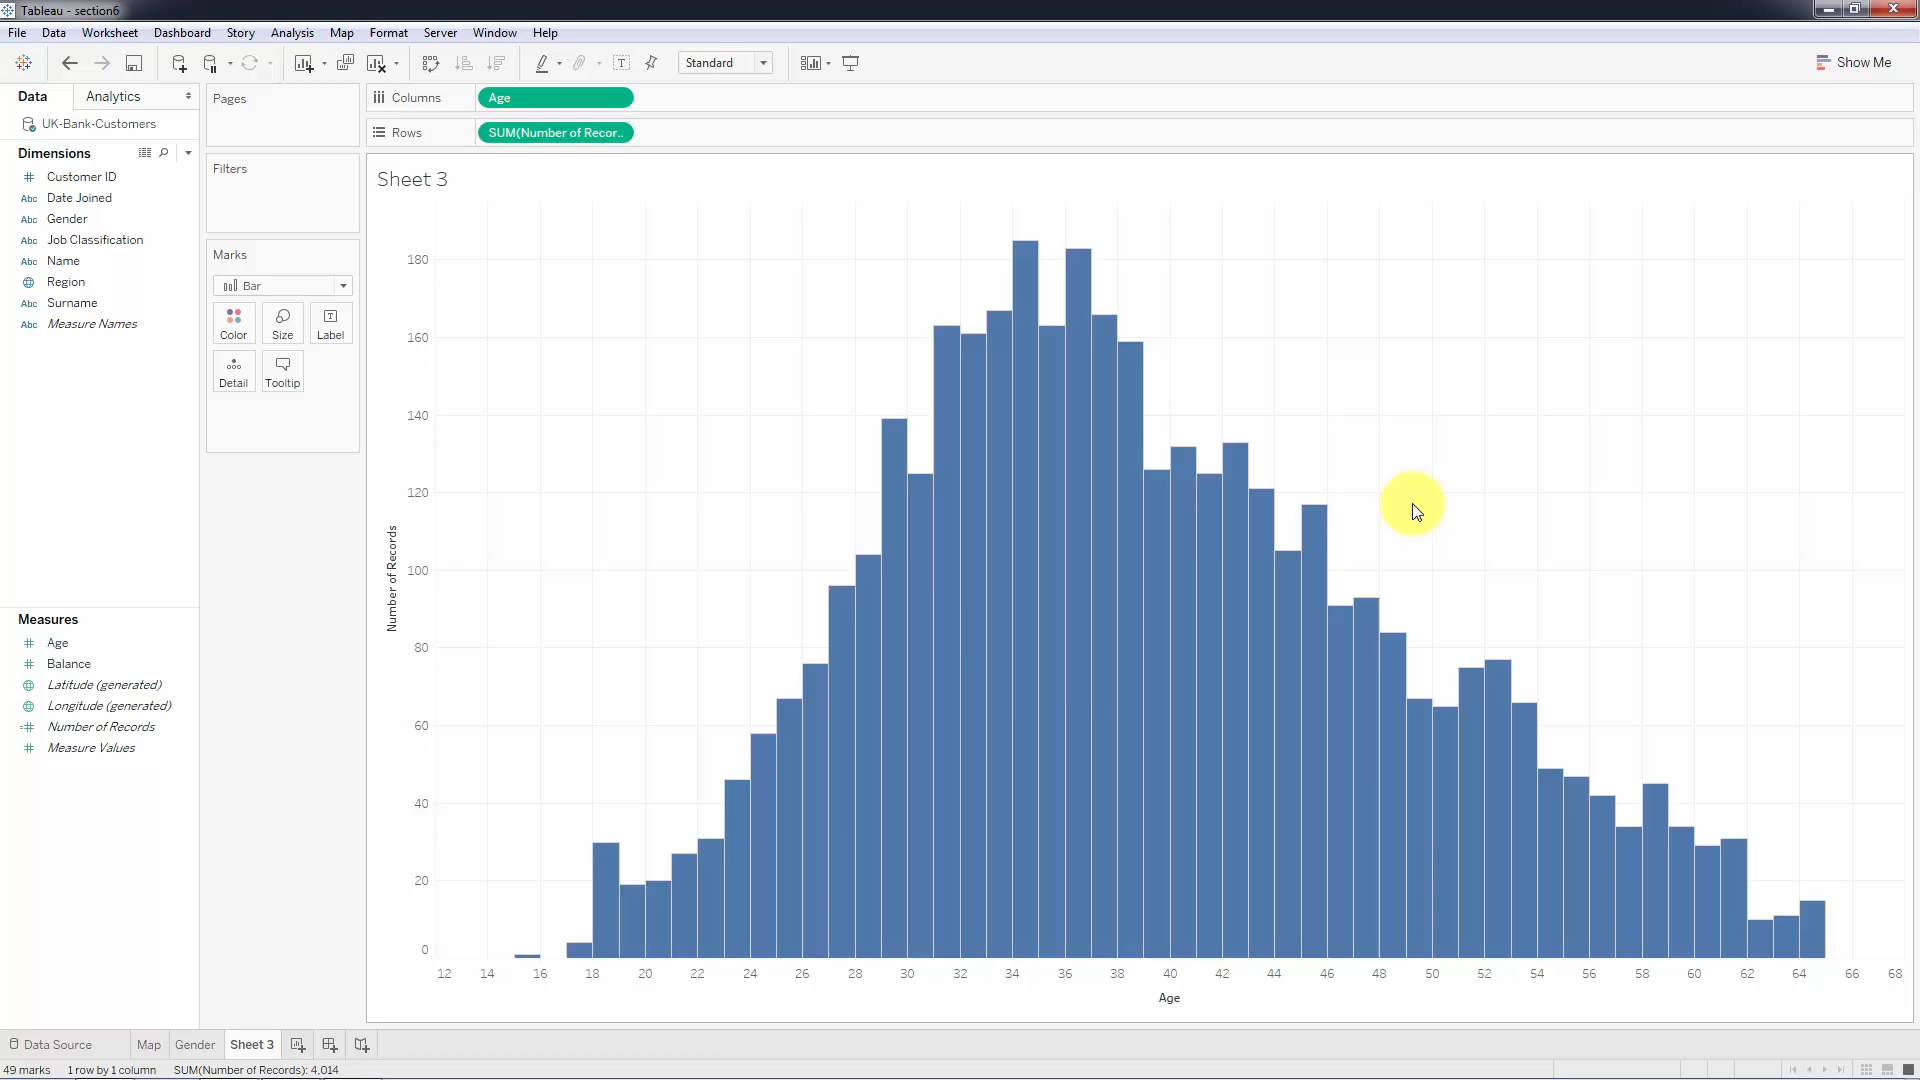 Tableau - section6
File Data Worksheet Dashboard Story Analysis Map Format Server Window Help
Standard
Show Me
Data Analytics
UK-Bank-Customers
Dimensions
Customer ID
Abc Date Joined
Abc Gender
Abc Job Classification
Abc Name
Region
Abc Surname
Abc Measure Names
Measures
Age
Balance
Latitude (generated)
Longitude (generated)
Number of Records
Measure Values
Pages
Filters
Marks
Bar
Color Size Label
Detail Tooltip
Columns Age
Rows SUM(Number of Recor..
Sheet 3
Number of Records
180
160
140
120
100
80
60
40
20
0
12 14 16 18 20 22 24 26 28 30 32 34 36 38 40 42 44 46 48 50 52 54 56 58 60 62 64 66 68
Age
Data Source Map Gender Sheet 3
49 marks 1 row by 1 column SUM(Number of Records): 4,014